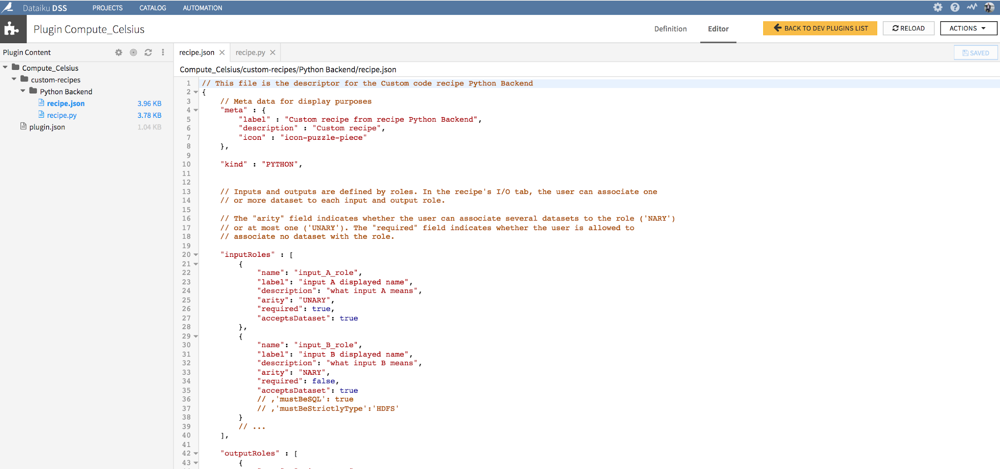 Dataiku DSS PROJECTS CATALOG AUTOMATION
Plugin Compute_Celsius Definition Editor BACK TO DEV PLUGINS LIST RELOAD ACTIONS
Plugin Content recipe.json recipe.py SAVED
Compute_Celsius
custom-recipes
Python Backend
recipe.json 3.96 KB
recipe.py 3.78 KB
plugin.json 1.04 KB
Compute_Celsius/custom-recipes/Python Backend/recipe.json
1 // This file is the descriptor for the Custom code recipe Python Backend
2 {
3 // Meta data for display purposes
4 "meta" : {
5 "label" : "Custom recipe from recipe Python Backend",
6 "description" : "Custom recipe",
7 "icon" : "icon-puzzle-piece"
8 },
9
10 "kind" : "PYTHON",
11
12
13 // Inputs and outputs are defined by roles. In the recipe's I/O tab, the user can associate one
14 // or more dataset to each input and output role.
15
16 // The "arity" field indicates whether the user can associate several datasets to the role ('NARY')
17 // or at most one ('UNARY'). The "required" field indicates whether the user is allowed to
18 // associate no dataset with the role.
19
20 "inputRoles" : [
21 {
22 "name": "input_A_role",
23 "label": "input A displayed name",
24 "description": "what input A means",
25 "arity": "UNARY",
26 "required": true,
27 "acceptsDataset": true
28 },
29 {
30 "name": "input_B_role",
31 "label": "input B displayed name",
32 "description": "what input B means",
33 "arity": "NARY",
34 "required": false,
35 "acceptsDataset": true
36 // ,'mustBeSQL': true
37 // ,'mustBeStrictlyType':'HDFS'
38 }
39 // ...
40 ],
41
42 "outputRoles" : [
43 {